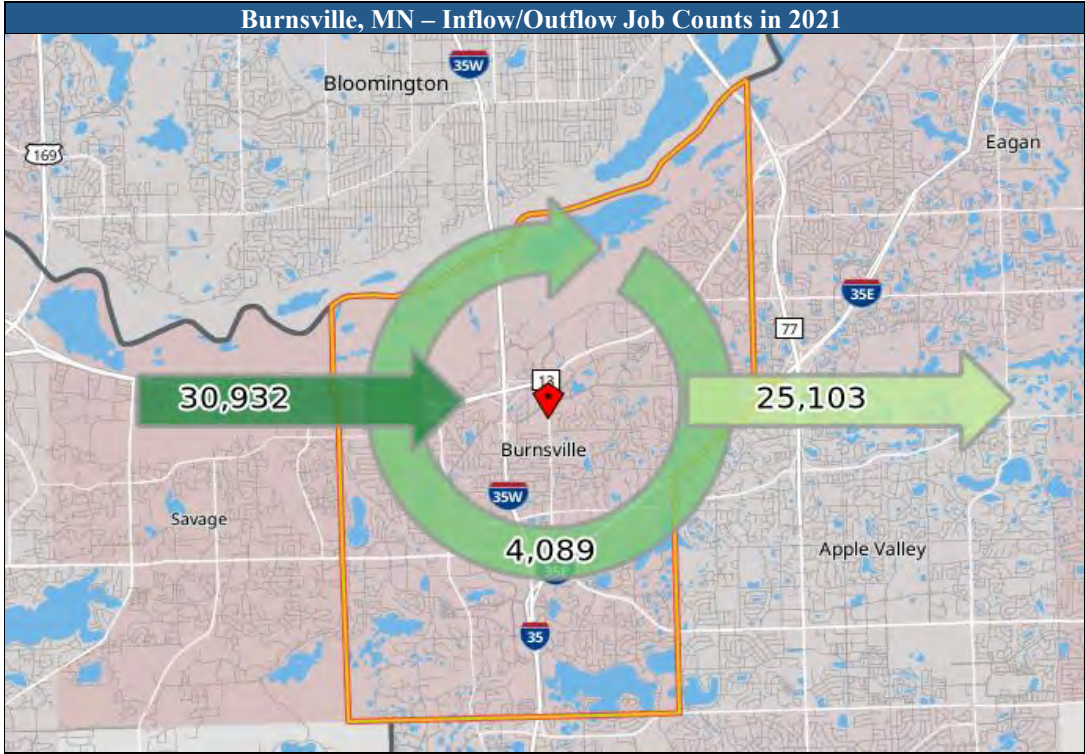 Burnsville, MN – Inflow/Outflow Job Counts in 2021
35W
Bloomington
169
Eagan
35E
77
30,932
13
25,103
Burnsville
35W
Savage
4,089
Apple Valley
35E
35